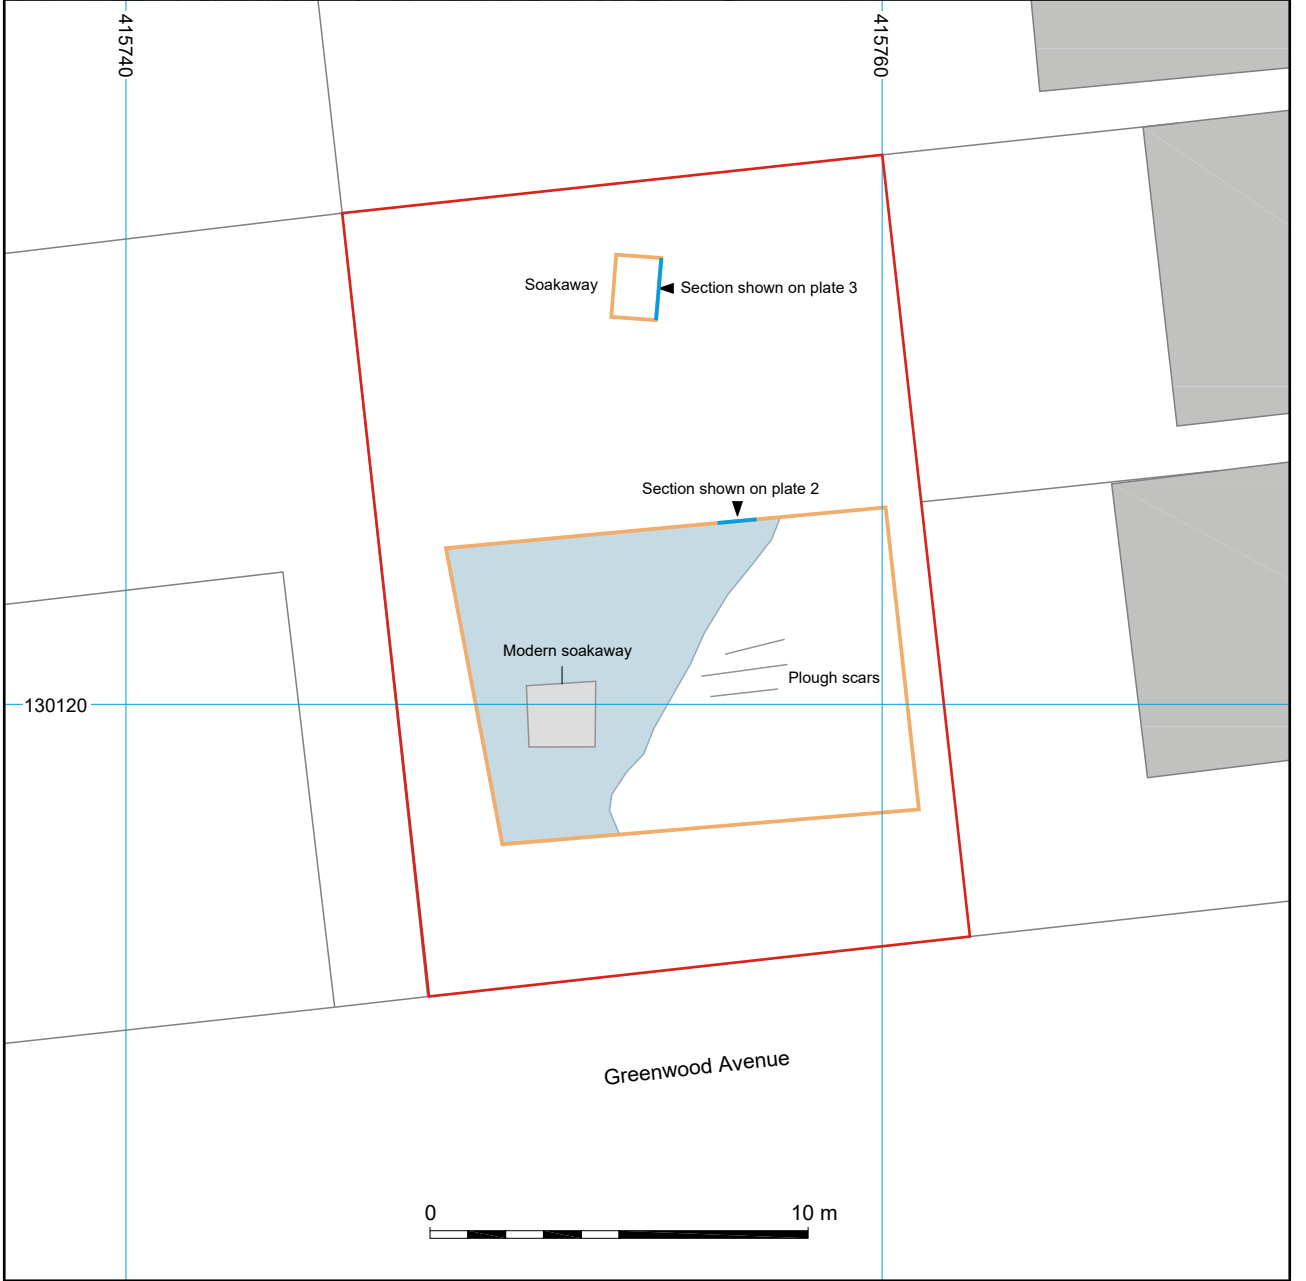 415740
415760
Soakaway
Section shown on plate 3
Section shown on plate 2
Modern soakaway
Plough scars
130120
Greenwood Avenue
0
10 m